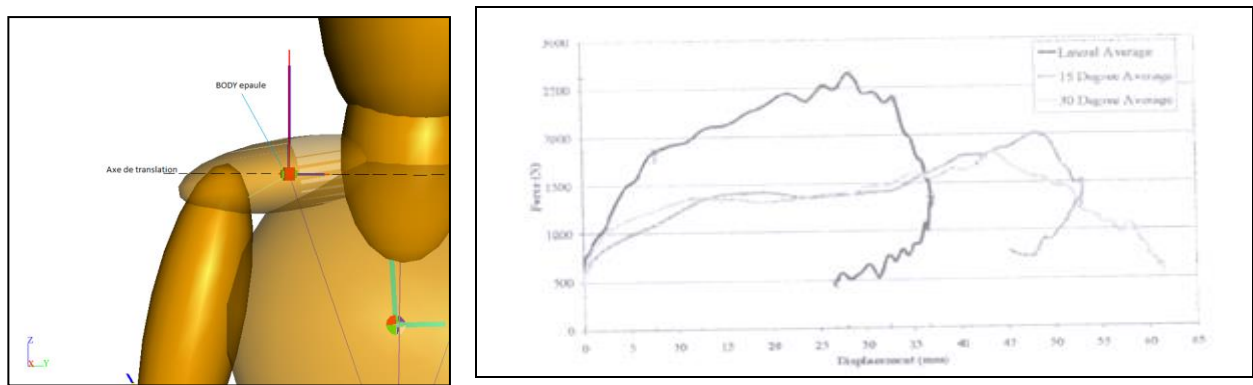 BODY epaule
Axe de translation
Z
X
Y
Lateral Average
15 Degree Average
30 Degree Average
Force (N)
3000
2500
2000
1500
1000
500
0
0 5 10 15 20 25 30 35 40 45 50 55 60 65
Displacement (mm)